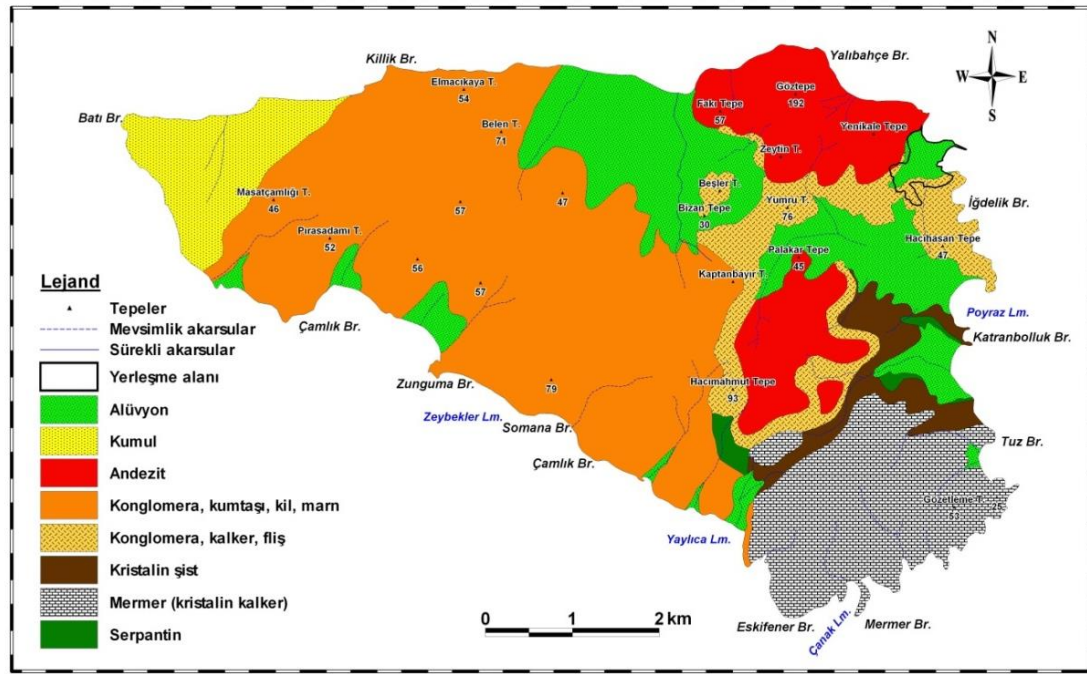 N
W E
S
Yalıbahçe Br.
Killik Br.
Elmacıkaya T.
54
Göztepe
192
Fakı Tepe
57
Batı Br.
Belen T.
71
Yenikale Tepe
Zeytin T.
Beşler T.
Masatçamlığı T.
46
57
47
Bizan Tepe
30
Yumru T.
76
İğdelik Br.
Pırasadamı T.
52
Hacıhasan Tepe
47
56
Palakar Tepe
45
Kaptanbayır T.
57
Lejand
Tepeler
Mevsimlik akarsular
Sürekli akarsular
Yerleşme alanı
Alüvyon
Kumul
Andezit
Konglomera, kumtaşı, kil, marn
Konglomera, kalker, fliş
Kristalin şist
Mermer (kristalin kalker)
Serpantin
Çamlık Br.
Poyraz Lm.
Katranbolluk Br.
Zunguma Br.
79
Hacımahmut Tepe
93
Zeybekler Lm.
Somana Br.
Tuz Br.
Çamlık Br.
Gözetleme T.
53
25
Yaylıca Lm.
0 1 2 km
Eskifener Br.
Çanak Lm.
Mermer Br.